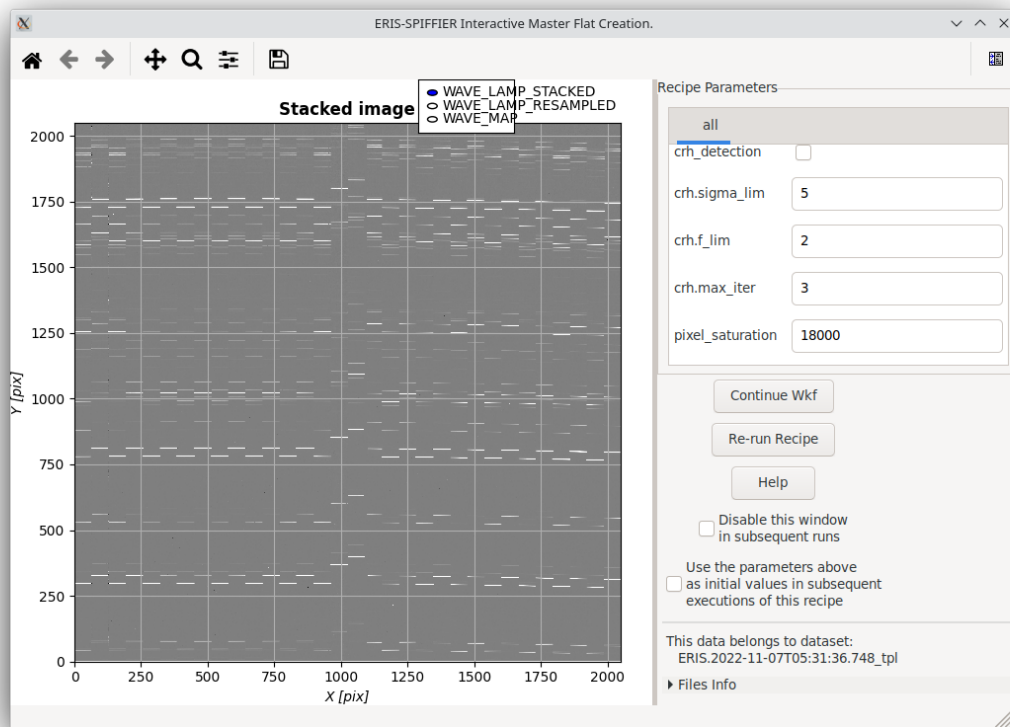 ERIS-SPIFFIER Interactive Master Flat Creation.
WAVE_LAMP_STACKED
WAVE_LAMP_RESAMPLED
WAVE_MAP
Stacked image
2000
1750
1500
1250
1000
750
500
250
0
Y [pix]
0 250 500 750 1000 1250 1500 1750 2000
X [pix]
Recipe Parameters
all
crh_detection
crh.sigma_lim 5
crh.f_lim 2
crh.max_iter 3
pixel_saturation 18000
Continue Wkf
Re-run Recipe
Help
Disable this window
in subsequent runs
Use the parameters above
as initial values in subsequent
executions of this recipe
This data belongs to dataset:
ERIS.2022-11-07T05:31:36.748_tpl
Files Info